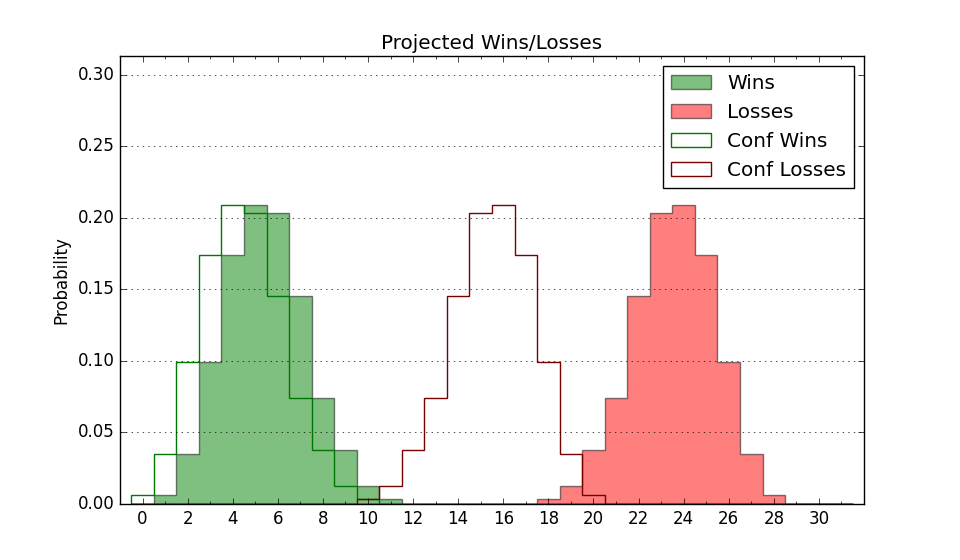 Projected Wins/Losses
0.30
0.25
0.20
0.15
0.10
0.05
0.00
Probability
Wins
Losses
Conf Wins
Conf Losses
0 2 4 6 8 10 12 14 16 18 20 22 24 26 28 30